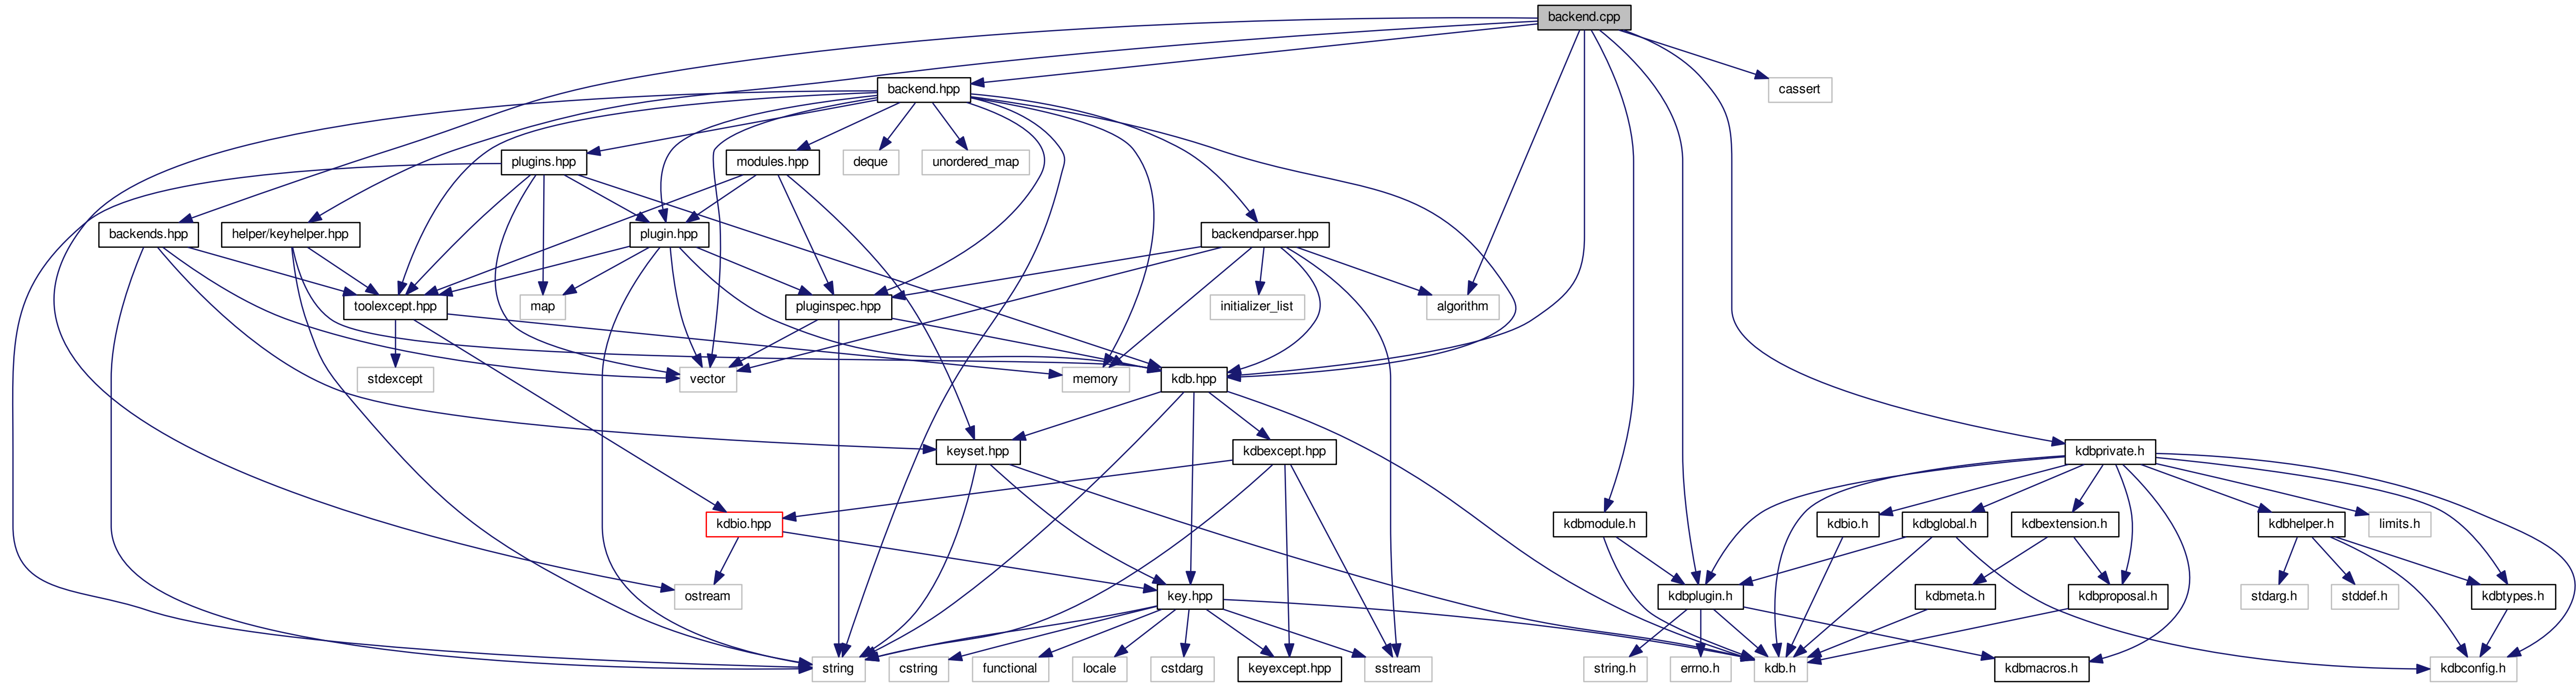 backend.cpp
backend.hpp
cassert
plugins.hpp
modules.hpp
deque
unordered_map
backends.hpp
helper/keyhelper.hpp
plugin.hpp
backendparser.hpp
toolexcept.hpp
map
pluginspec.hpp
initializer_list
algorithm
stdexcept
vector
memory
kdb.hpp
keyset.hpp
kdbexcept.hpp
kdbprivate.h
kdbio.hpp
kdbmodule.h
kdbio.h
kdbglobal.h
kdbextension.h
kdbhelper.h
limits.h
ostream
key.hpp
kdbplugin.h
kdbmeta.h
kdbproposal.h
stdarg.h
stddef.h
kdbtypes.h
string
cstring
functional
locale
cstdarg
keyexcept.hpp
sstream
string.h
errno.h
kdb.h
kdbmacros.h
kdbconfig.h